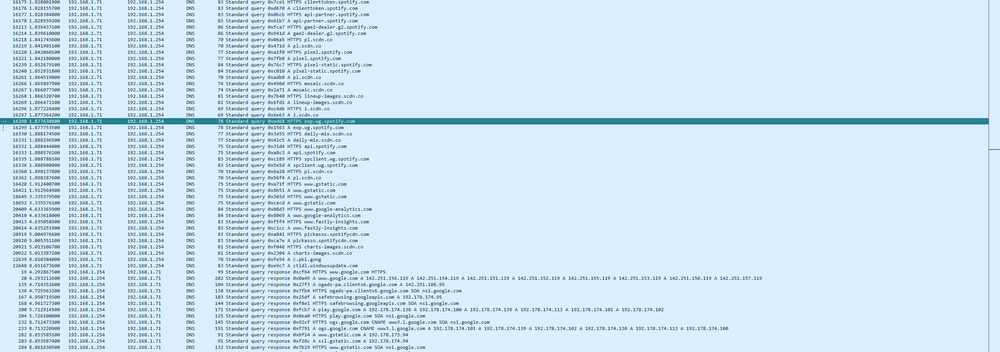 16175 1.828001900 192.168.1.71 192.168.1.254 DNS 83 Standard query 0x7ce1 HTTPS clienttoken.spotify.com
16176 1.828155700 192.168.1.71 192.168.1.254 DNS 83 Standard query 0xd670 A clienttoken.spotify.com
16177 1.828384800 192.168.1.71 192.168.1.254 DNS 83 Standard query 0x0bcb HTTPS api-partner.spotify.com
16178 1.828559200 192.168.1.71 192.168.1.254 DNS 83 Standard query 0x61b7 A api-partner.spotify.com
16213 1.839437100 192.168.1.71 192.168.1.254 DNS 86 Standard query 0xfca7 HTTPS gae2-dealer.g2.spotify.com
16214 1.839610000 192.168.1.71 192.168.1.254 DNS 86 Standard query 0x941d A gae2-dealer.g2.spotify.com
16218 1.841745600 192.168.1.71 192.168.1.254 DNS 70 Standard query 0x06a5 HTTPS pl.scdn.co
16219 1.841901100 192.168.1.71 192.168.1.254 DNS 70 Standard query 0x471d A pl.scdn.co
16220 1.842060100 192.168.1.71 192.168.1.254 DNS 77 Standard query 0xa1f0 HTTPS pixel.spotify.com
16221 1.842180000 192.168.1.71 192.168.1.254 DNS 77 Standard query 0x7fb0 A pixel.spotify.com
16239 1.852679100 192.168.1.71 192.168.1.254 DNS 84 Standard query 0x76c7 HTTPS pixel-static.spotify.com
16240 1.852931800 192.168.1.71 192.168.1.254 DNS 84 Standard query 0xc010 A pixel-static.spotify.com
16261 1.864519000 192.168.1.71 192.168.1.254 DNS 70 Standard query 0xadb0 A pl.scdn.co
16266 1.865897900 192.168.1.71 192.168.1.254 DNS 74 Standard query 0x490d HTTPS mosaic.scdn.co
16267 1.866077300 192.168.1.71 192.168.1.254 DNS 74 Standard query 0x2a71 A mosaic.scdn.co
16268 1.866320700 192.168.1.71 192.168.1.254 DNS 81 Standard query 0x7b40 HTTPS lineup-images.scdn.co
16269 1.866472100 192.168.1.71 192.168.1.254 DNS 81 Standard query 0x6fd1 A lineup-images.scdn.co
16296 1.877228400 192.168.1.71 192.168.1.254 DNS 69 Standard query 0xc4d6 HTTPS i.scdn.co
16297 1.877364200 192.168.1.71 192.168.1.254 DNS 69 Standard query 0x6e63 A i.scdn.co
16298 1.877630800 192.168.1.71 192.168.1.254 DNS 78 Standard query 0xed68 HTTPS exp.wg.spotify.com
16299 1.877753500 192.168.1.71 192.168.1.254 DNS 78 Standard query 0x1563 A exp.wg.spotify.com
16330 1.888174500 192.168.1.71 192.168.1.254 DNS 77 Standard query 0x3e55 HTTPS daily-mix.scdn.co
16331 1.888296500 192.168.1.71 192.168.1.254 DNS 77 Standard query 0x42c5 A daily-mix.scdn.co
16332 1.888444000 192.168.1.71 192.168.1.254 DNS 75 Standard query 0x31d4 HTTPS api.spotify.com
16333 1.888576200 192.168.1.71 192.168.1.254 DNS 75 Standard query 0xa8c3 A api.spotify.com
16335 1.888788100 192.168.1.71 192.168.1.254 DNS 83 Standard query 0xc189 HTTPS spclient.wg.spotify.com
16336 1.888908000 192.168.1.71 192.168.1.254 DNS 83 Standard query 0x5e5d A spclient.wg.spotify.com
16360 1.898137800 192.168.1.71 192.168.1.254 DNS 70 Standard query 0x6a28 HTTPS pl.scdn.co
16362 1.898287600 192.168.1.71 192.168.1.254 DNS 70 Standard query 0x56f4 A pl.scdn.co
16420 1.912400700 192.168.1.71 192.168.1.254 DNS 75 Standard query 0xa71f HTTPS www.gstatic.com
16421 1.912564900 192.168.1.71 192.168.1.254 DNS 75 Standard query 0x8b51 A www.gstatic.com
18649 3.335379500 192.168.1.71 192.168.1.254 DNS 75 Standard query 0x303d HTTPS www.gstatic.com
18652 3.335576100 192.168.1.71 192.168.1.254 DNS 75 Standard query 0xcecd A www.gstatic.com
20409 4.633365900 192.168.1.71 192.168.1.254 DNS 84 Standard query 0x08d3 HTTPS www.google-analytics.com
20410 4.633618000 192.168.1.71 192.168.1.254 DNS 84 Standard query 0x8069 A www.google-analytics.com
20413 4.635058900 192.168.1.71 192.168.1.254 DNS 83 Standard query 0xf5f4 HTTPS www.fastly-insights.com
20414 4.635251900 192.168.1.71 192.168.1.254 DNS 83 Standard query 0xc1cc A www.fastly-insights.com
20919 5.004976600 192.168.1.71 192.168.1.254 DNS 83 Standard query 0xa841 HTTPS pickasso.spotifycdn.com
20920 5.005351100 192.168.1.71 192.168.1.254 DNS 83 Standard query 0xca7e A pickasso.spotifycdn.com
20921 5.013106700 192.168.1.71 192.168.1.254 DNS 81 Standard query 0xf048 HTTPS charts-images.scdn.co
20922 5.013387200 192.168.1.71 192.168.1.254 DNS 81 Standard query 0x2304 A charts-images.scdn.co
22639 8.610384000 192.168.1.71 192.168.1.254 DNS 70 Standard query 0xfe54 A c.pki.goog
22648 8.651673600 192.168.1.71 192.168.1.254 DNS 83 Standard query 0xe9c7 A ctldl.windowsupdate.com
19 4.292867500 192.168.1.254 192.168.1.71 DNS 99 Standard query response 0xcf64 HTTPS www.google.com HTTPS
20 4.293212600 192.168.1.254 192.168.1.71 DNS 202 Standard query response 0x0a49 A www.google.com A 142.251.156.119 A 142.251.154.119 A 142.251.151.119 A 142.251.152.119 A 142.251.155.119 A 142.251.153.119 A 142.251.150.119 A 142.251.157.119
135 4.714352600 192.168.1.254 192.168.1.71 DNS 104 Standard query response 0x27f3 A ogads-pa.clients6.google.com A 142.251.106.95
136 4.725563200 192.168.1.254 192.168.1.71 DNS 138 Standard query response 0x7fb4 HTTPS ogads-pa.clients6.google.com SOA ns1.google.com
167 4.950719500 192.168.1.254 192.168.1.71 DNS 103 Standard query response 0x25df A safebrowsing.googleapis.com A 192.178.174.95
168 4.961727300 192.168.1.254 192.168.1.71 DNS 144 Standard query response 0xf8e1 HTTPS safebrowsing.googleapis.com SOA ns1.google.com
200 5.712914500 192.168.1.254 192.168.1.71 DNS 171 Standard query response 0xfcb7 A play.google.com A 192.178.174.138 A 192.178.174.100 A 192.178.174.139 A 192.178.174.113 A 192.178.174.101 A 192.178.174.102
204 5.726100000 192.168.1.254 192.168.1.71 DNS 125 Standard query response 0x0ea0 HTTPS play.google.com SOA ns1.google.com
232 8.712473300 192.168.1.254 192.168.1.71 DNS 145 Standard query response 0x92cf HTTPS ogs.google.com CNAME www3.l.google.com SOA ns1.google.com
233 8.713220900 192.168.1.254 192.168.1.71 DNS 191 Standard query response 0xf791 A ogs.google.com CNAME www3.l.google.com A 192.178.174.101 A 192.178.174.139 A 192.178.174.102 A 192.178.174.138 A 192.178.174.113 A 192.178.174.100
282 8.853585100 192.168.1.254 192.168.1.71 DNS 91 Standard query response 0xbf14 A www.gstatic.com A 192.178.173.94
283 8.853587400 192.168.1.254 192.168.1.71 DNS 91 Standard query response 0xf28c A ssl.gstatic.com A 192.178.174.94
284 8.861630500 192.168.1.254 192.168.1.71 DNS 132 Standard query response 0x7b19 HTTPS www.gstatic.com SOA ns1.google.com